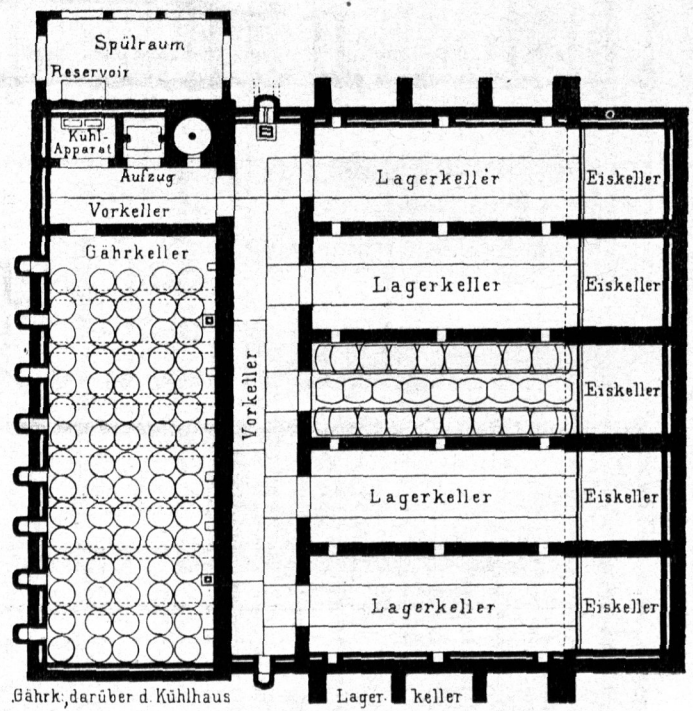 Spülraum
Reservoir
Kühl-
Apparat
Aufzug
Vorkeller
Gährkeller
Vorkeller
Lagerkeller
Eiskeller
Lagerkeller
Eiskeller
Eiskeller
Lagerkeller
Eiskeller
Lagerkeller
Eiskeller
Gährk:, darüber d. Kühlhaus
Lager keller